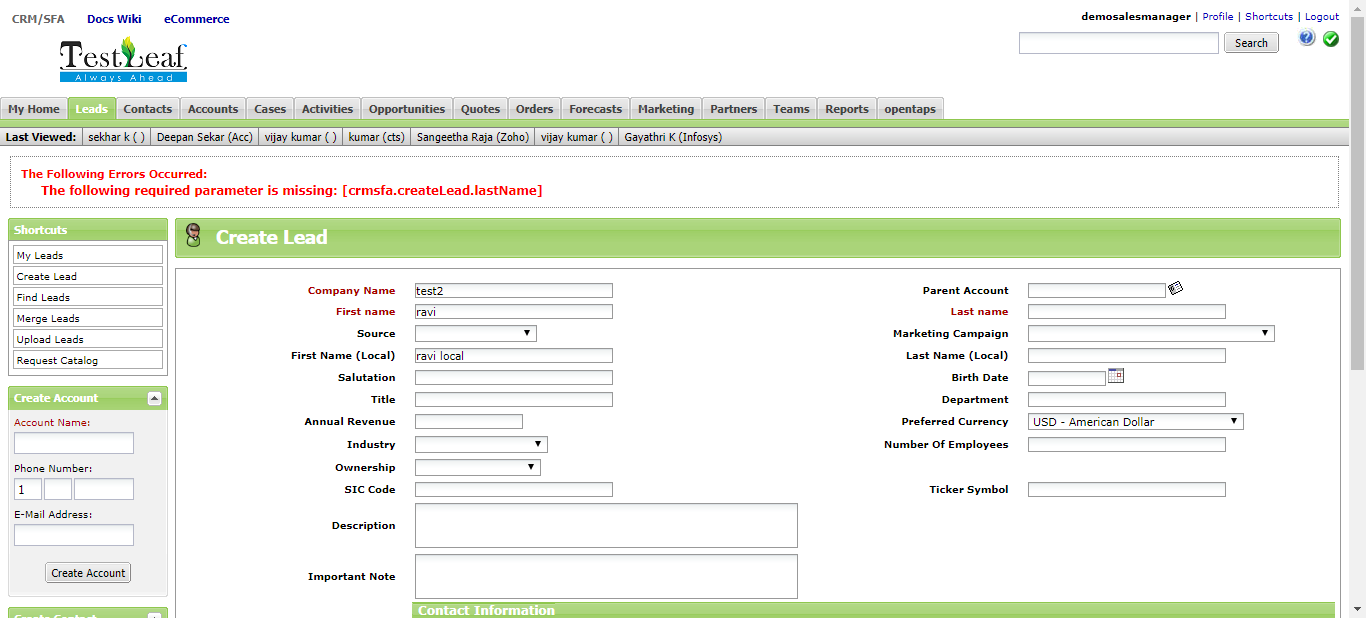 CRM/SFA Docs Wiki eCommerce
demosalesmanager | Profile | Shortcuts | Logout
TestLeaf
Always Ahead
Search
My Home Leads Contacts Accounts Cases Activities Opportunities Quotes Orders Forecasts Marketing Partners Teams Reports opentaps
Last Viewed: sekhar k ( ) Deepan Sekar (Acc) vijay kumar ( ) kumar (cts) Sangeetha Raja (Zoho) vijay kumar ( ) Gayathri K (Infosys)
The Following Errors Occurred:
The following required parameter is missing: [crmsfa.createLead.lastName]
Shortcuts
My Leads
Create Lead
Find Leads
Merge Leads
Upload Leads
Request Catalog
Create Account
Account Name:
Phone Number:
1
E-Mail Address:
Create Account
Create Contact
Create Lead
Company Name test2 Parent Account
First name ravi Last name
Source Marketing Campaign
First Name (Local) ravi local Last Name (Local)
Salutation Birth Date
Title Department
Annual Revenue Preferred Currency USD - American Dollar
Industry Number Of Employees
Ownership
SIC Code Ticker Symbol
Description
Important Note
Contact Information